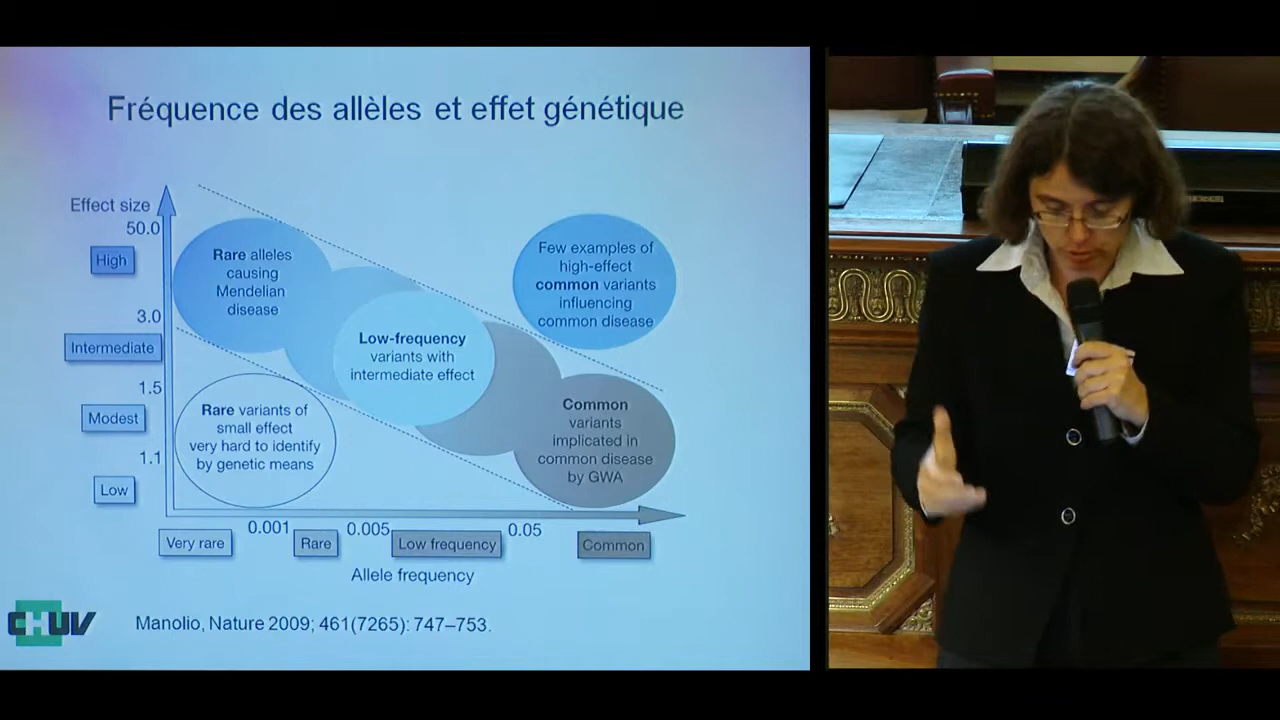 Fréquence des allèles et effet génétique
Effect size
50.0
High
3.0
Intermediate
1.5
Modest
1.1
Low
Rare alleles
causing
Mendelian
disease
Few examples of
high-effect
common variants
influencing
common disease
Low-frequency
variants with
intermediate effect
Rare variants of
small effect
very hard to identify
by genetic means
Common
variants
implicated in
common disease
by GWA
0.001
0.005
0.05
Very rare
Rare
Low frequency
Common
Allele frequency
CHUV
Manolio, Nature 2009; 461(7265): 747–753.